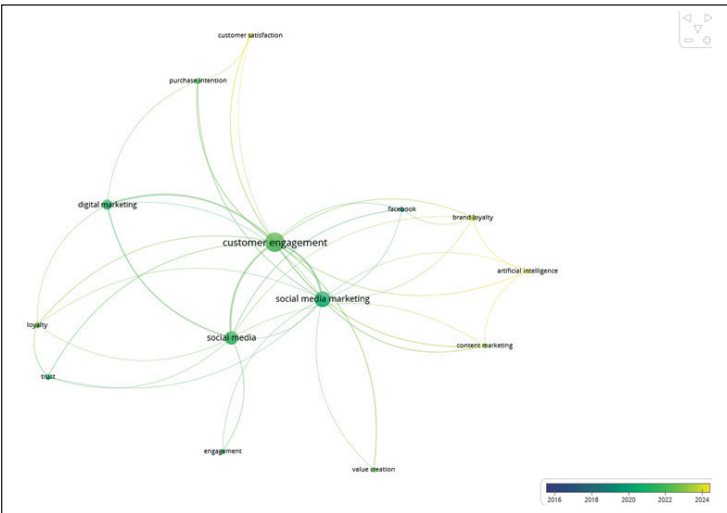 customer satisfaction
purchase intention
digital marketing
facebook
brand loyalty
customer engagement
artificial intelligence
social media marketing
loyalty
social media
content marketing
trust
engagement
value creation
2016 2018 2020 2022 2024